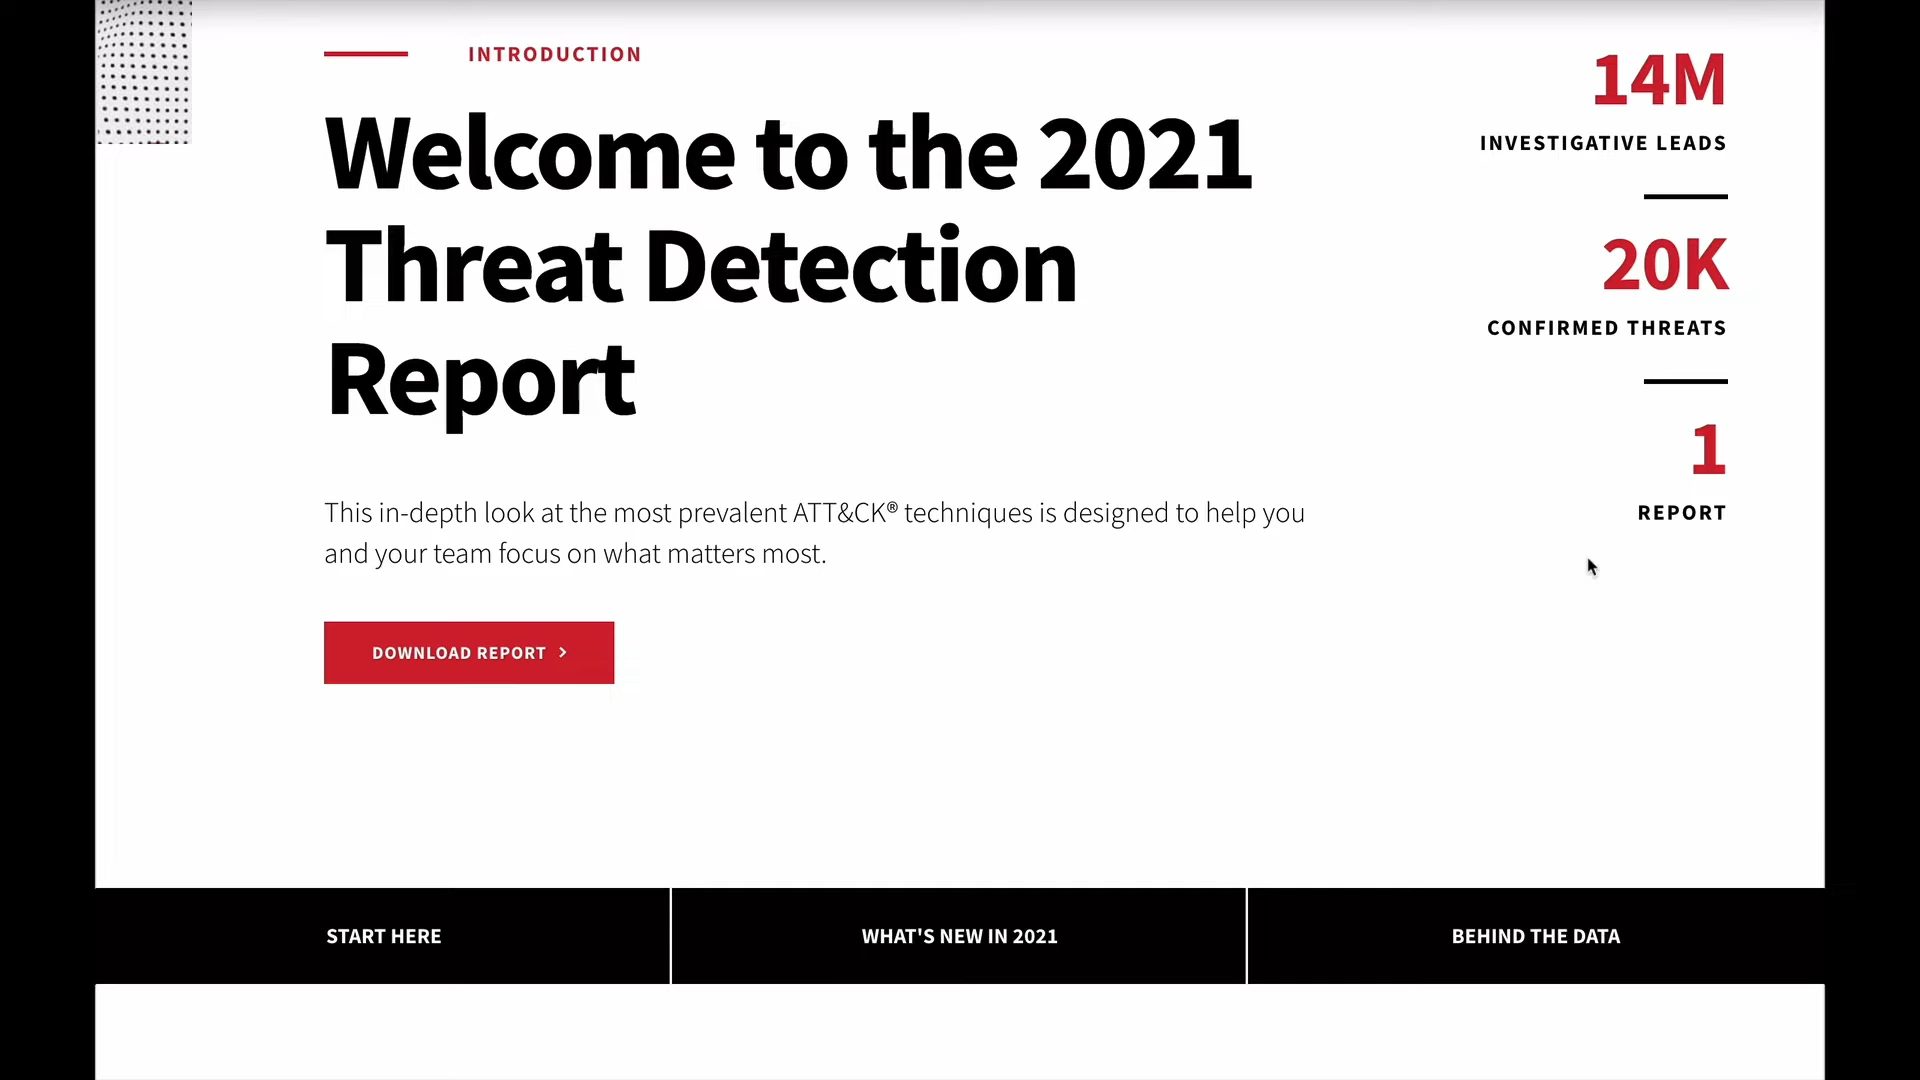 INTRODUCTION
Welcome to the 2021
Threat Detection
Report
This in-depth look at the most prevalent ATT&CK® techniques is designed to help you
and your team focus on what matters most.
DOWNLOAD REPORT >
14M
INVESTIGATIVE LEADS
20K
CONFIRMED THREATS
1
REPORT
START HERE
WHAT'S NEW IN 2021
BEHIND THE DATA